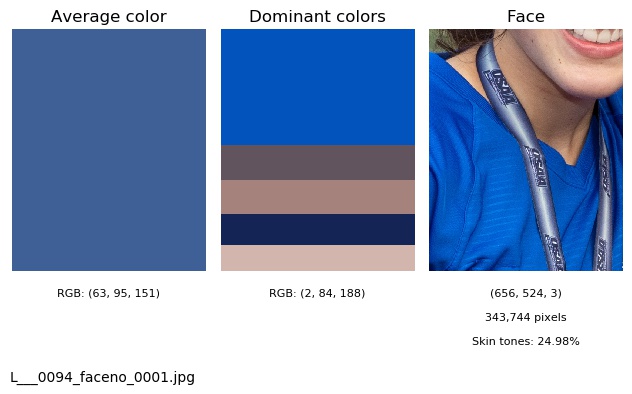 Average color
Dominant colors
Face
RGB: (63, 95, 151)
RGB: (2, 84, 188)
(656, 524, 3)
343,744 pixels
Skin tones: 24.98%
L___0094_faceno_0001.jpg